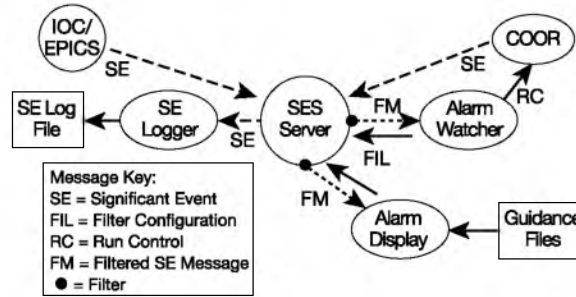 IOC/
EPICS
COOR
SE
SE
SE Log
File
SE
Logger
SE
SES
Server
FM
Alarm
Watcher
RC
FIL
FM
Alarm
Display
Guidance
Files
Message Key:
SE = Significant Event
FIL = Filter Configuration
RC = Run Control
FM = Filtered SE Message
● = Filter